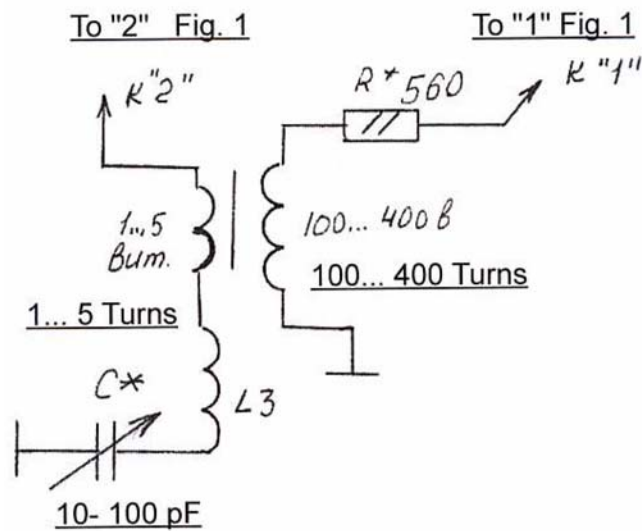 To "2" Fig. 1
To "1" Fig. 1
К "2"
R* 560
К "1"
1...5
вит.
100... 400 в
1... 5 Turns
100... 400 Turns
C*
L3
10- 100 pF